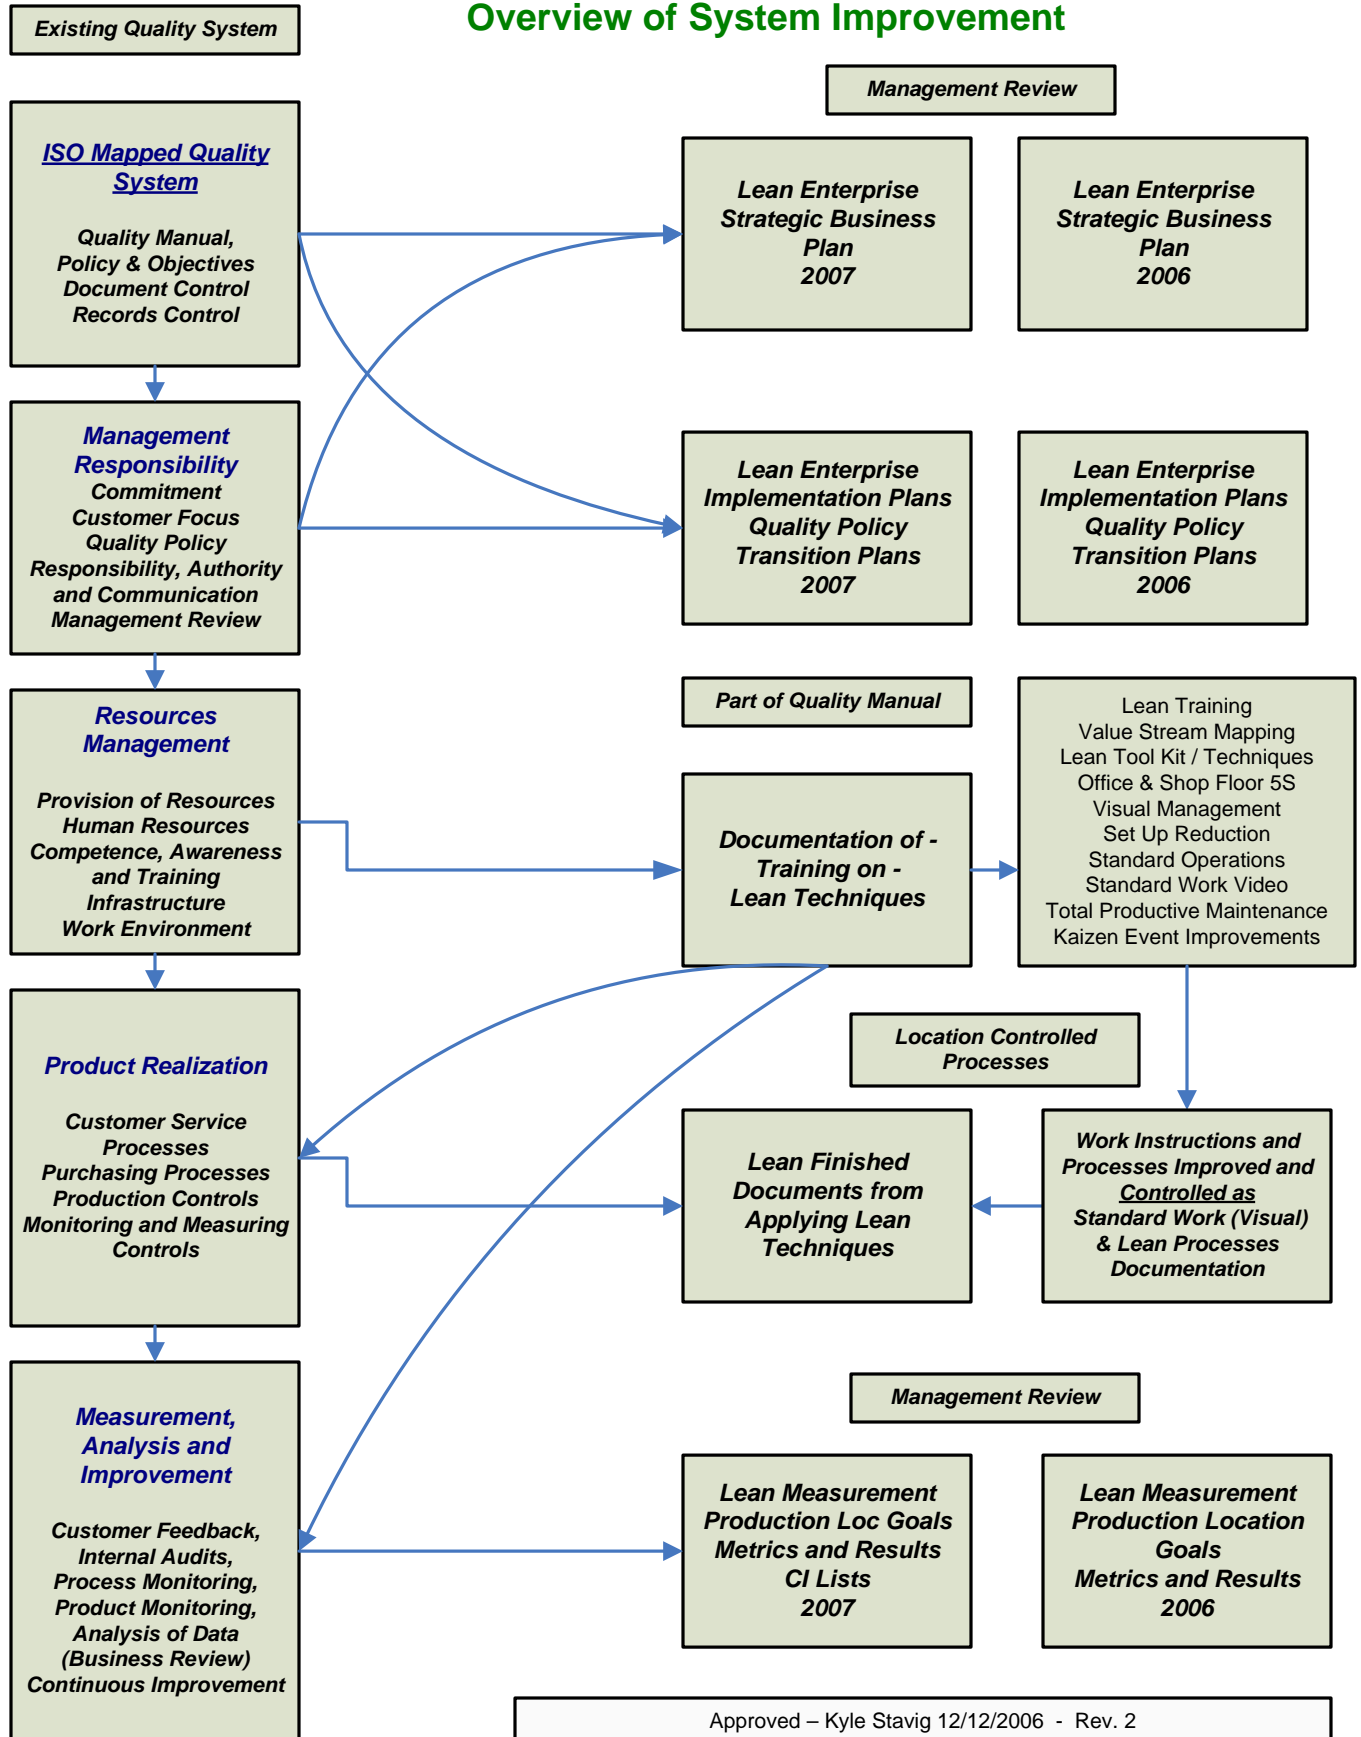 Overview of System Improvement
Existing Quality System
Management Review
ISO Mapped Quality
System
Quality Manual,
Policy & Objectives
Document Control
Records Control
Lean Enterprise
Strategic Business
Plan
2007
Lean Enterprise
Strategic Business
Plan
2006
Management
Responsibility
Commitment
Customer Focus
Quality Policy
Responsibility, Authority
and Communication
Management Review
Lean Enterprise
Implementation Plans
Quality Policy
Transition Plans
2007
Lean Enterprise
Implementation Plans
Quality Policy
Transition Plans
2006
Resources
Management
Provision of Resources
Human Resources
Competence, Awareness
and Training
Infrastructure
Work Environment
Part of Quality Manual
Documentation of -
Training on -
Lean Techniques
Lean Training
Value Stream Mapping
Lean Tool Kit / Techniques
Office & Shop Floor 5S
Visual Management
Set Up Reduction
Standard Operations
Standard Work Video
Total Productive Maintenance
Kaizen Event Improvements
Product Realization
Customer Service
Processes
Purchasing Processes
Production Controls
Monitoring and Measuring
Controls
Location Controlled
Processes
Lean Finished
Documents from
Applying Lean
Techniques
Work Instructions and
Processes Improved and
Controlled as
Standard Work (Visual)
& Lean Processes
Documentation
Measurement,
Analysis and
Improvement
Customer Feedback,
Internal Audits,
Process Monitoring,
Product Monitoring,
Analysis of Data
(Business Review)
Continuous Improvement
Management Review
Lean Measurement
Production Loc Goals
Metrics and Results
CI Lists
2007
Lean Measurement
Production Location
Goals
Metrics and Results
2006
Approved – Kyle Stavig 12/12/2006 - Rev. 2